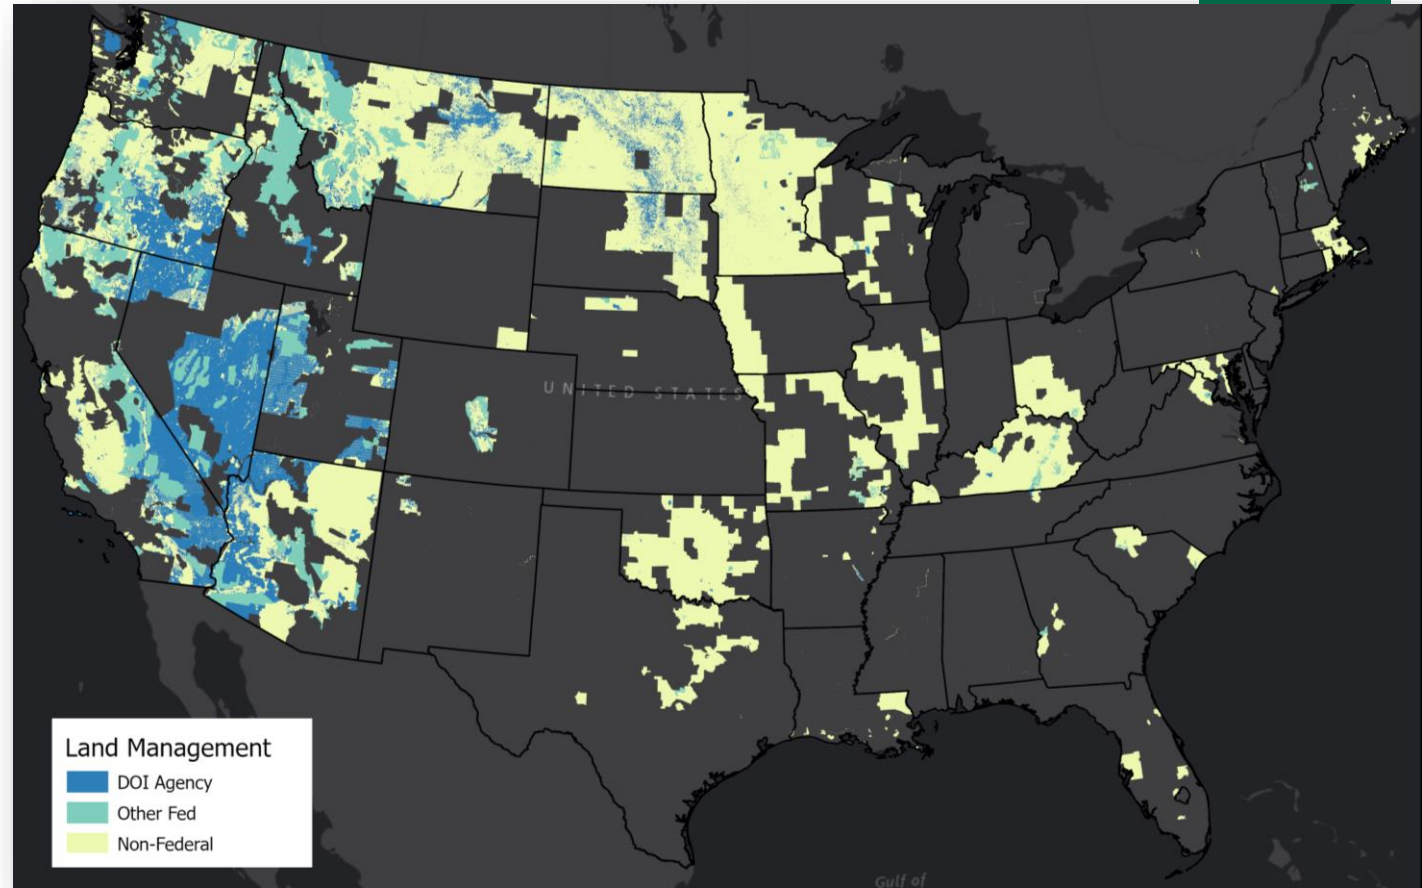 UNITED STATES
Land Management
DOI Agency
Other Fed
Non-Federal
Gulf of